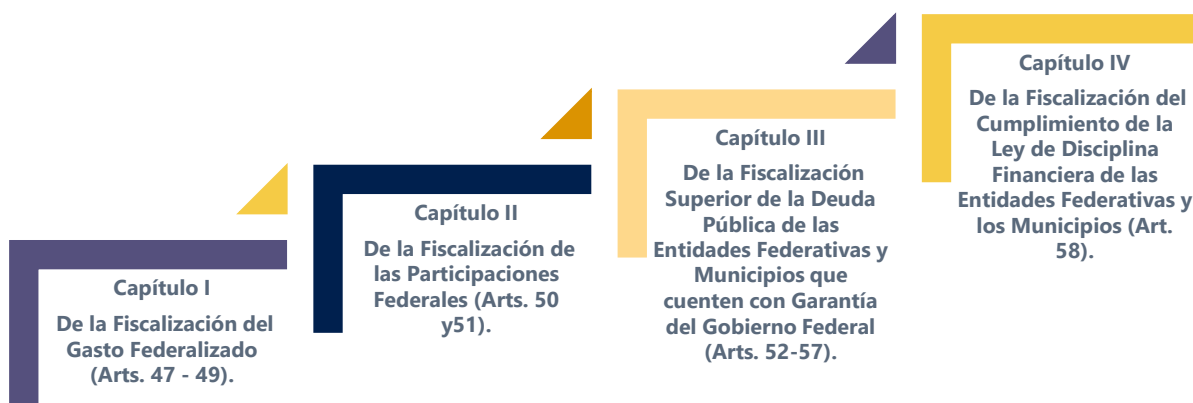 Capítulo I
De la Fiscalización del
Gasto Federalizado
(Arts. 47 - 49).
Capítulo II
De la Fiscalización de
las Participaciones
Federales (Arts. 50
y51).
Capítulo III
De la Fiscalización
Superior de la Deuda
Pública de las
Entidades Federativas y
Municipios que
cuenten con Garantía
del Gobierno Federal
(Arts. 52-57).
Capítulo IV
De la Fiscalización del
Cumplimiento de la
Ley de Disciplina
Financiera de las
Entidades Federativas y
los Municipios (Art.
58).